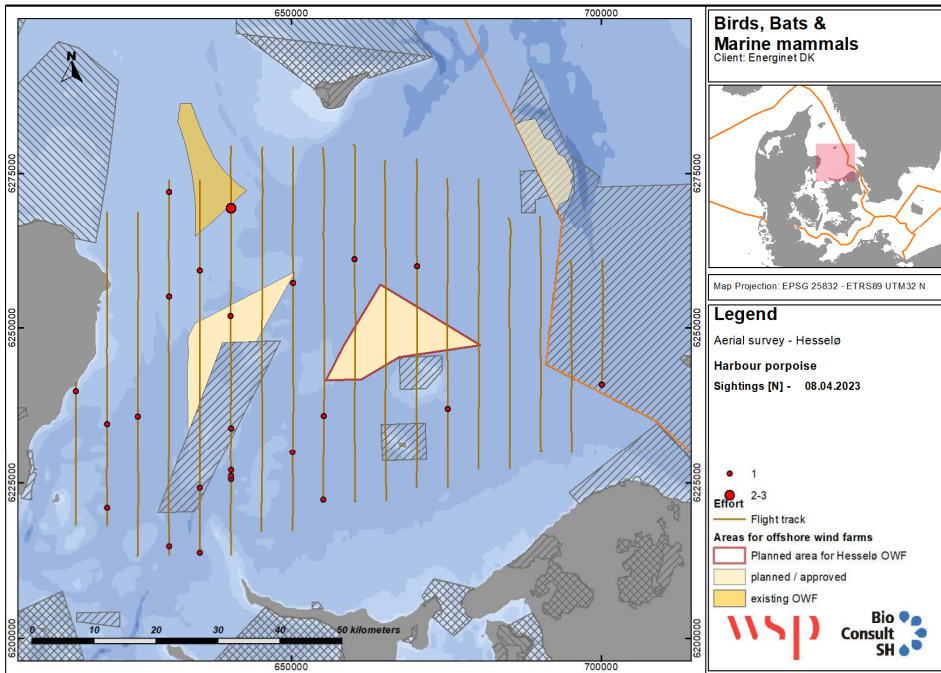 650000
700000
Birds, Bats &
Marine mammals
Client: Energinet DK
N
6275000
6275000
Map Projection: EPSG 25832 - ETRS89 UTM32 N
Legend
Aerial survey - Hesselø
6250000
6250000
Harbour porpoise
Sightings [N] - 08.04.2023
1
2-3
6225000
6225000
Effort
Flight track
Areas for offshore wind farms
Planned area for Hesselø OWF
planned / approved
existing OWF
6200000
6200000
0 10 20 30 40 50 kilometers
wsp
Bio
Consult
SH
650000
700000